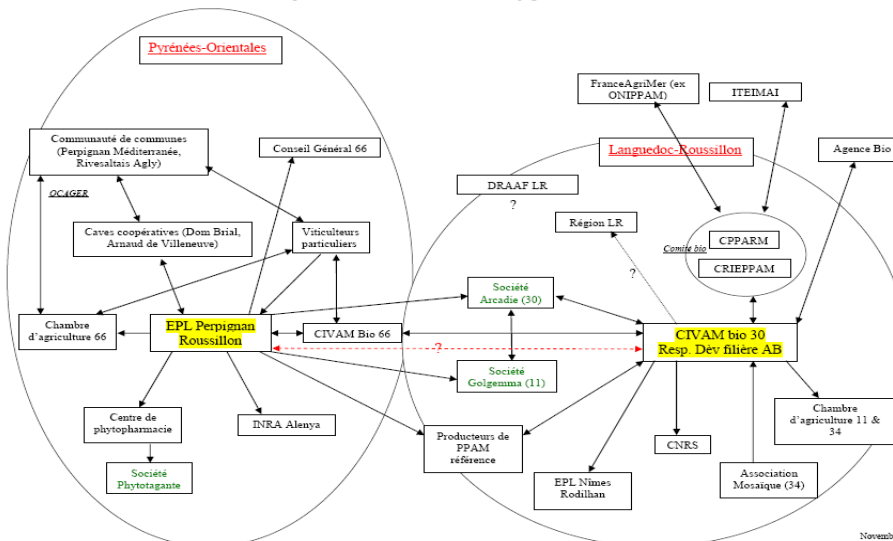 Pyrénées-Orientales
FranceAgriMer (ex
ONIPPAM)
ITEIMAI
Communauté de communes
(Perpignan Méditerranée,
Rivesaltais Agly)
Conseil Général 66
Languedoc-Roussillon
Agence Bio
OCAGER
DRAAF LR
?
Caves coopératives (Dom Brial,
Arnaud de Villeneuve)
Viticulteurs
particuliers
Région LR
Comité bio
CPPARM
CRIEPPAM
?
Société
Arcadie (30)
Chambre
d'agriculture 66
EPL Perpignan
Roussillon
CIVAM Bio 66
CIVAM bio 30
Resp. Dèv filière AB
?
Société
Golgemma (11)
Centre de
phytopharmacie
INRA Alenya
Producteurs de
PPAM
référence
CNRS
Chambre
d'agriculture 11 &
34
Société
Phytotagante
EPL Nîmes
Rodilhan
Association
Mosaïque (34)